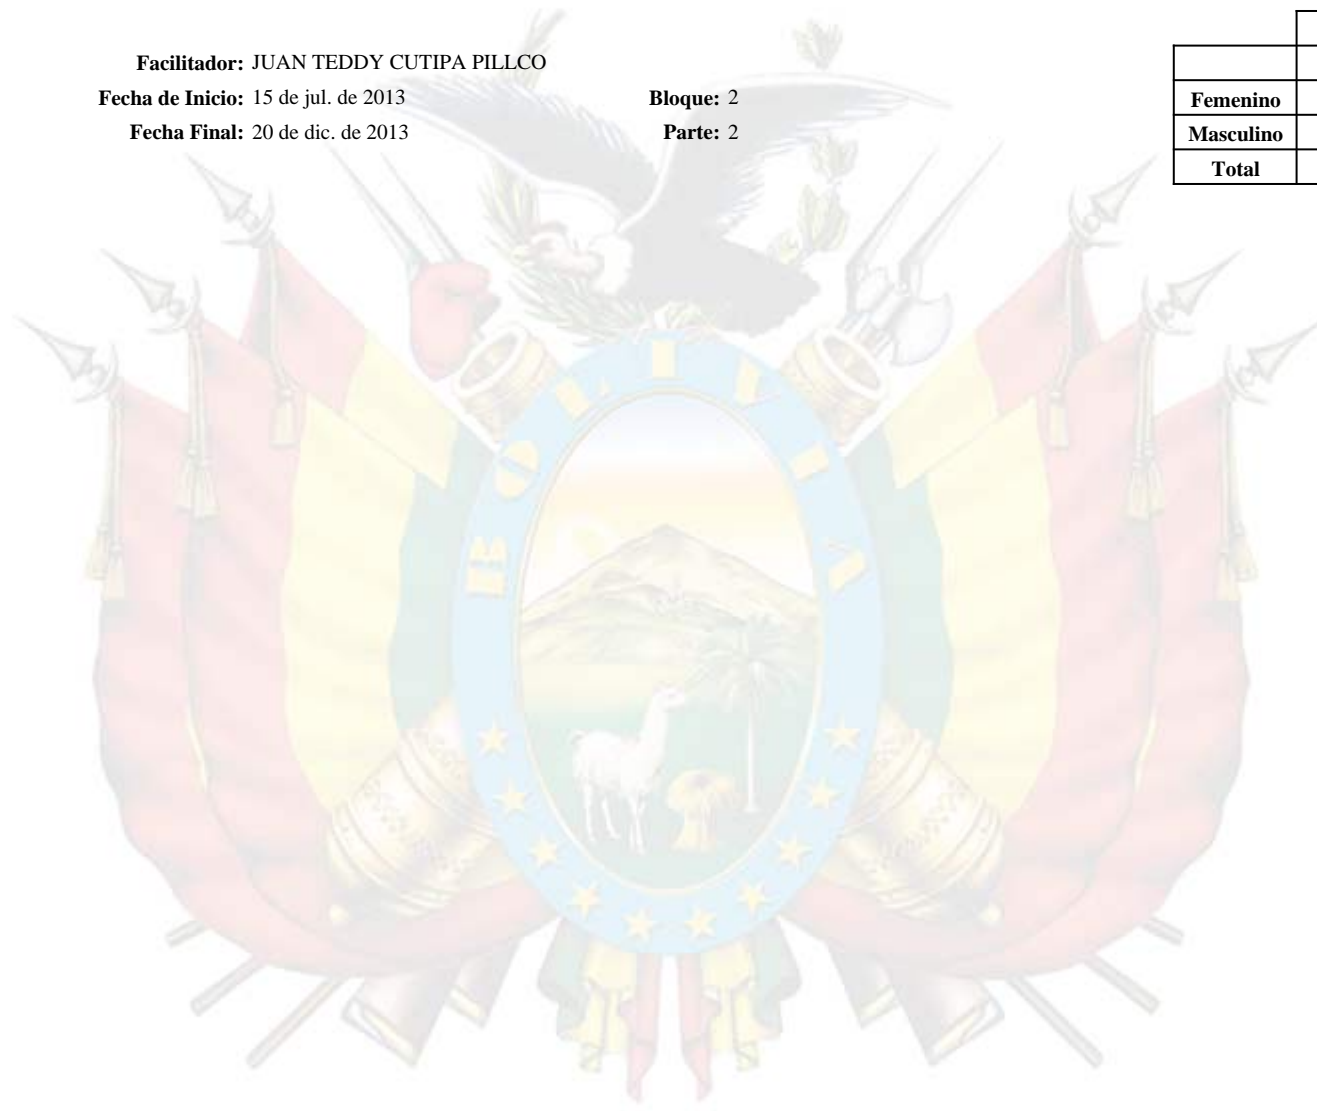 Facilitador: JUAN TEDDY CUTIPA PILLCO
Fecha de Inicio: 15 de jul. de 2013 Bloque: 2
Fecha Final: 20 de dic. de 2013 Parte: 2
Femenino
Masculino
Total
BOLIVIA